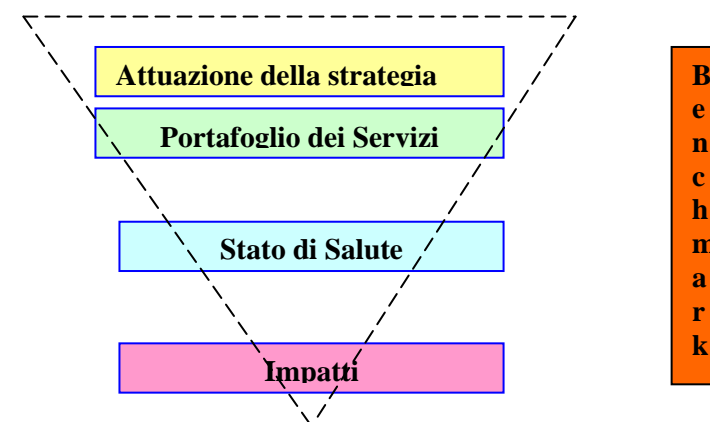 Attuazione della strategia
Portafoglio dei Servizi
Stato di Salute
Impatti
B
e
n
c
h
m
a
r
k